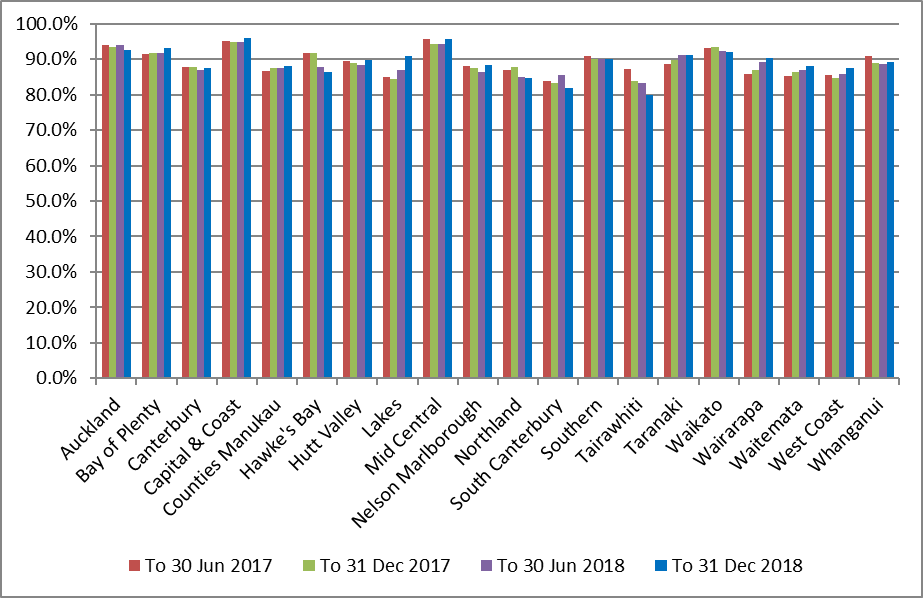 100.0%
90.0%
80.0%
70.0%
60.0%
50.0%
40.0%
30.0%
20.0%
10.0%
0.0%
Auckland
Bay of Plenty
Canterbury
Capital & Coast
Counties Manukau
Hawke's Bay
Hutt Valley
Lakes
Mid Central
Nelson Marlborough
Northland
South Canterbury
Southern
Tairawhiti
Taranaki
Waikato
Wairarapa
Waitemata
West Coast
Whanganui
To 30 Jun 2017 To 31 Dec 2017 To 30 Jun 2018 To 31 Dec 2018